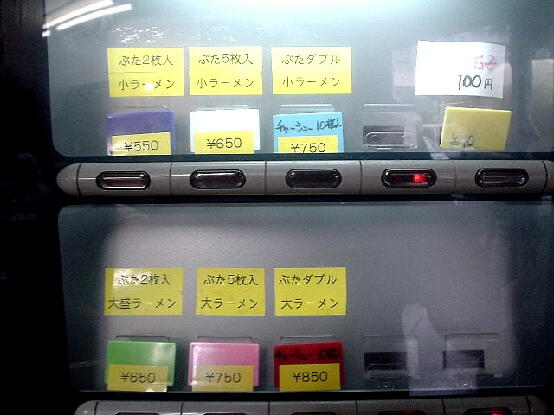 ぶた2枚入
小ラーメン
ぶた5枚入
小ラーメン
ぶたダブル
小ラーメン
100円
¥550
¥650
チャーシュー10枚入
¥750
ぶた2枚入
大盛ラーメン
ぶた5枚入
大ラーメン
ぶたダブル
大ラーメン
¥650
¥750
¥850